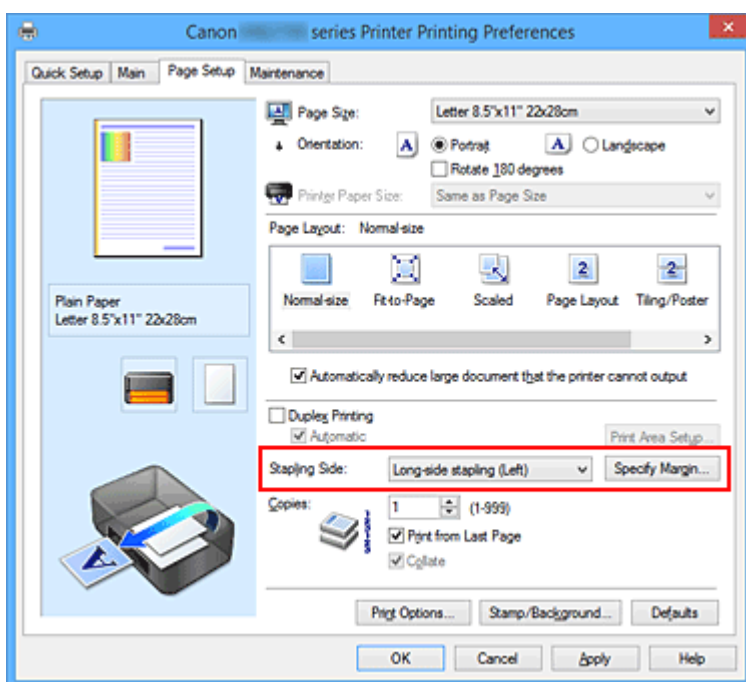 Canon series Printer Printing Preferences
Quick Setup Main Page Setup Maintenance
Page Size: Letter 8.5"x11" 22x28cm
Orientation: A Portrait A Landscape
Rotate 180 degrees
Printer Paper Size: Same as Page Size
Page Layout: Normal-size
2 2
Normal-size Fit-to-Page Scaled Page Layout Tiling/Poster
Plain Paper
Letter 8.5"x11" 22x28cm
Automatically reduce large document that the printer cannot output
Duplex Printing
Automatic Print Area Setup...
Stapling Side: Long-side stapling (Left) Specify Margin...
Copies: 1 (1-999)
Print from Last Page
Collate
A
Print Options... Stamp/Background... Defaults
OK Cancel Apply Help